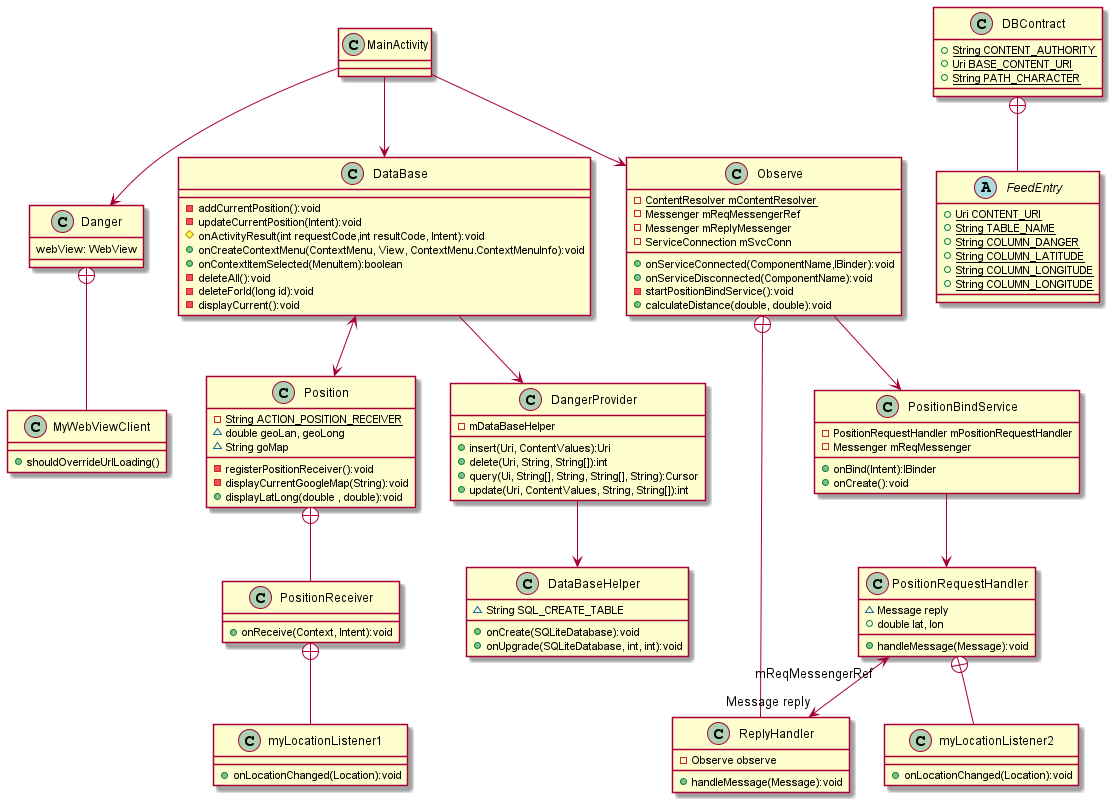 C MainActivity
C DBContract
String CONTENT_AUTHORITY
Uri BASE_CONTENT_URI
String PATH_CHARACTER
C Danger
webView: WebView
C DataBase
addCurrentPosition():void
updateCurrentPosition(Intent):void
onActivityResult(int requestCode,int resultCode, Intent):void
onCreateContextMenu(ContextMenu, View, ContextMenu.ContextMenuInfo):void
onContextItemSelected(MenuItem):boolean
deleteAll():void
deleteForId(long id):void
displayCurrent():void
C Observe
ContentResolver mContentResolver
Messenger mReqMessengerRef
Messenger mReplyMessenger
ServiceConnection mSvcConn
onServiceConnected(ComponentName,IBinder):void
onServiceDisconnected(ComponentName):void
startPositionBindService():void
calculateDistance(double, double):void
A FeedEntry
Uri CONTENT_URI
String TABLE_NAME
String COLUMN_DANGER
String COLUMN_LATITUDE
String COLUMN_LONGITUDE
String COLUMN_LONGITUDE
C MyWebViewClient
shouldOverrideUrlLoading()
C Position
String ACTION_POSITION_RECEIVER
double geoLan, geoLong
String goMap
registerPositionReceiver():void
displayCurrentGoogleMap(String):void
displayLatLong(double , double):void
C DangerProvider
mDataBaseHelper
insert(Uri, ContentValues):Uri
delete(Uri, String, String[]):int
query(Ui, String[], String, String[], String):Cursor
update(Uri, ContentValues, String, String[]):int
C PositionBindService
PositionRequestHandler mPositionRequestHandler
Messenger mReqMessenger
onBind(Intent):IBinder
onCreate():void
C PositionReceiver
onReceive(Context, Intent):void
C DataBaseHelper
String SQL_CREATE_TABLE
onCreate(SQLiteDatabase):void
onUpgrade(SQLiteDatabase, int, int):void
C PositionRequestHandler
Message reply
double lat, lon
handleMessage(Message):void
mReqMessengerRef
Message reply
C myLocationListener1
onLocationChanged(Location):void
C ReplyHandler
Observe observe
handleMessage(Message):void
C myLocationListener2
onLocationChanged(Location):void